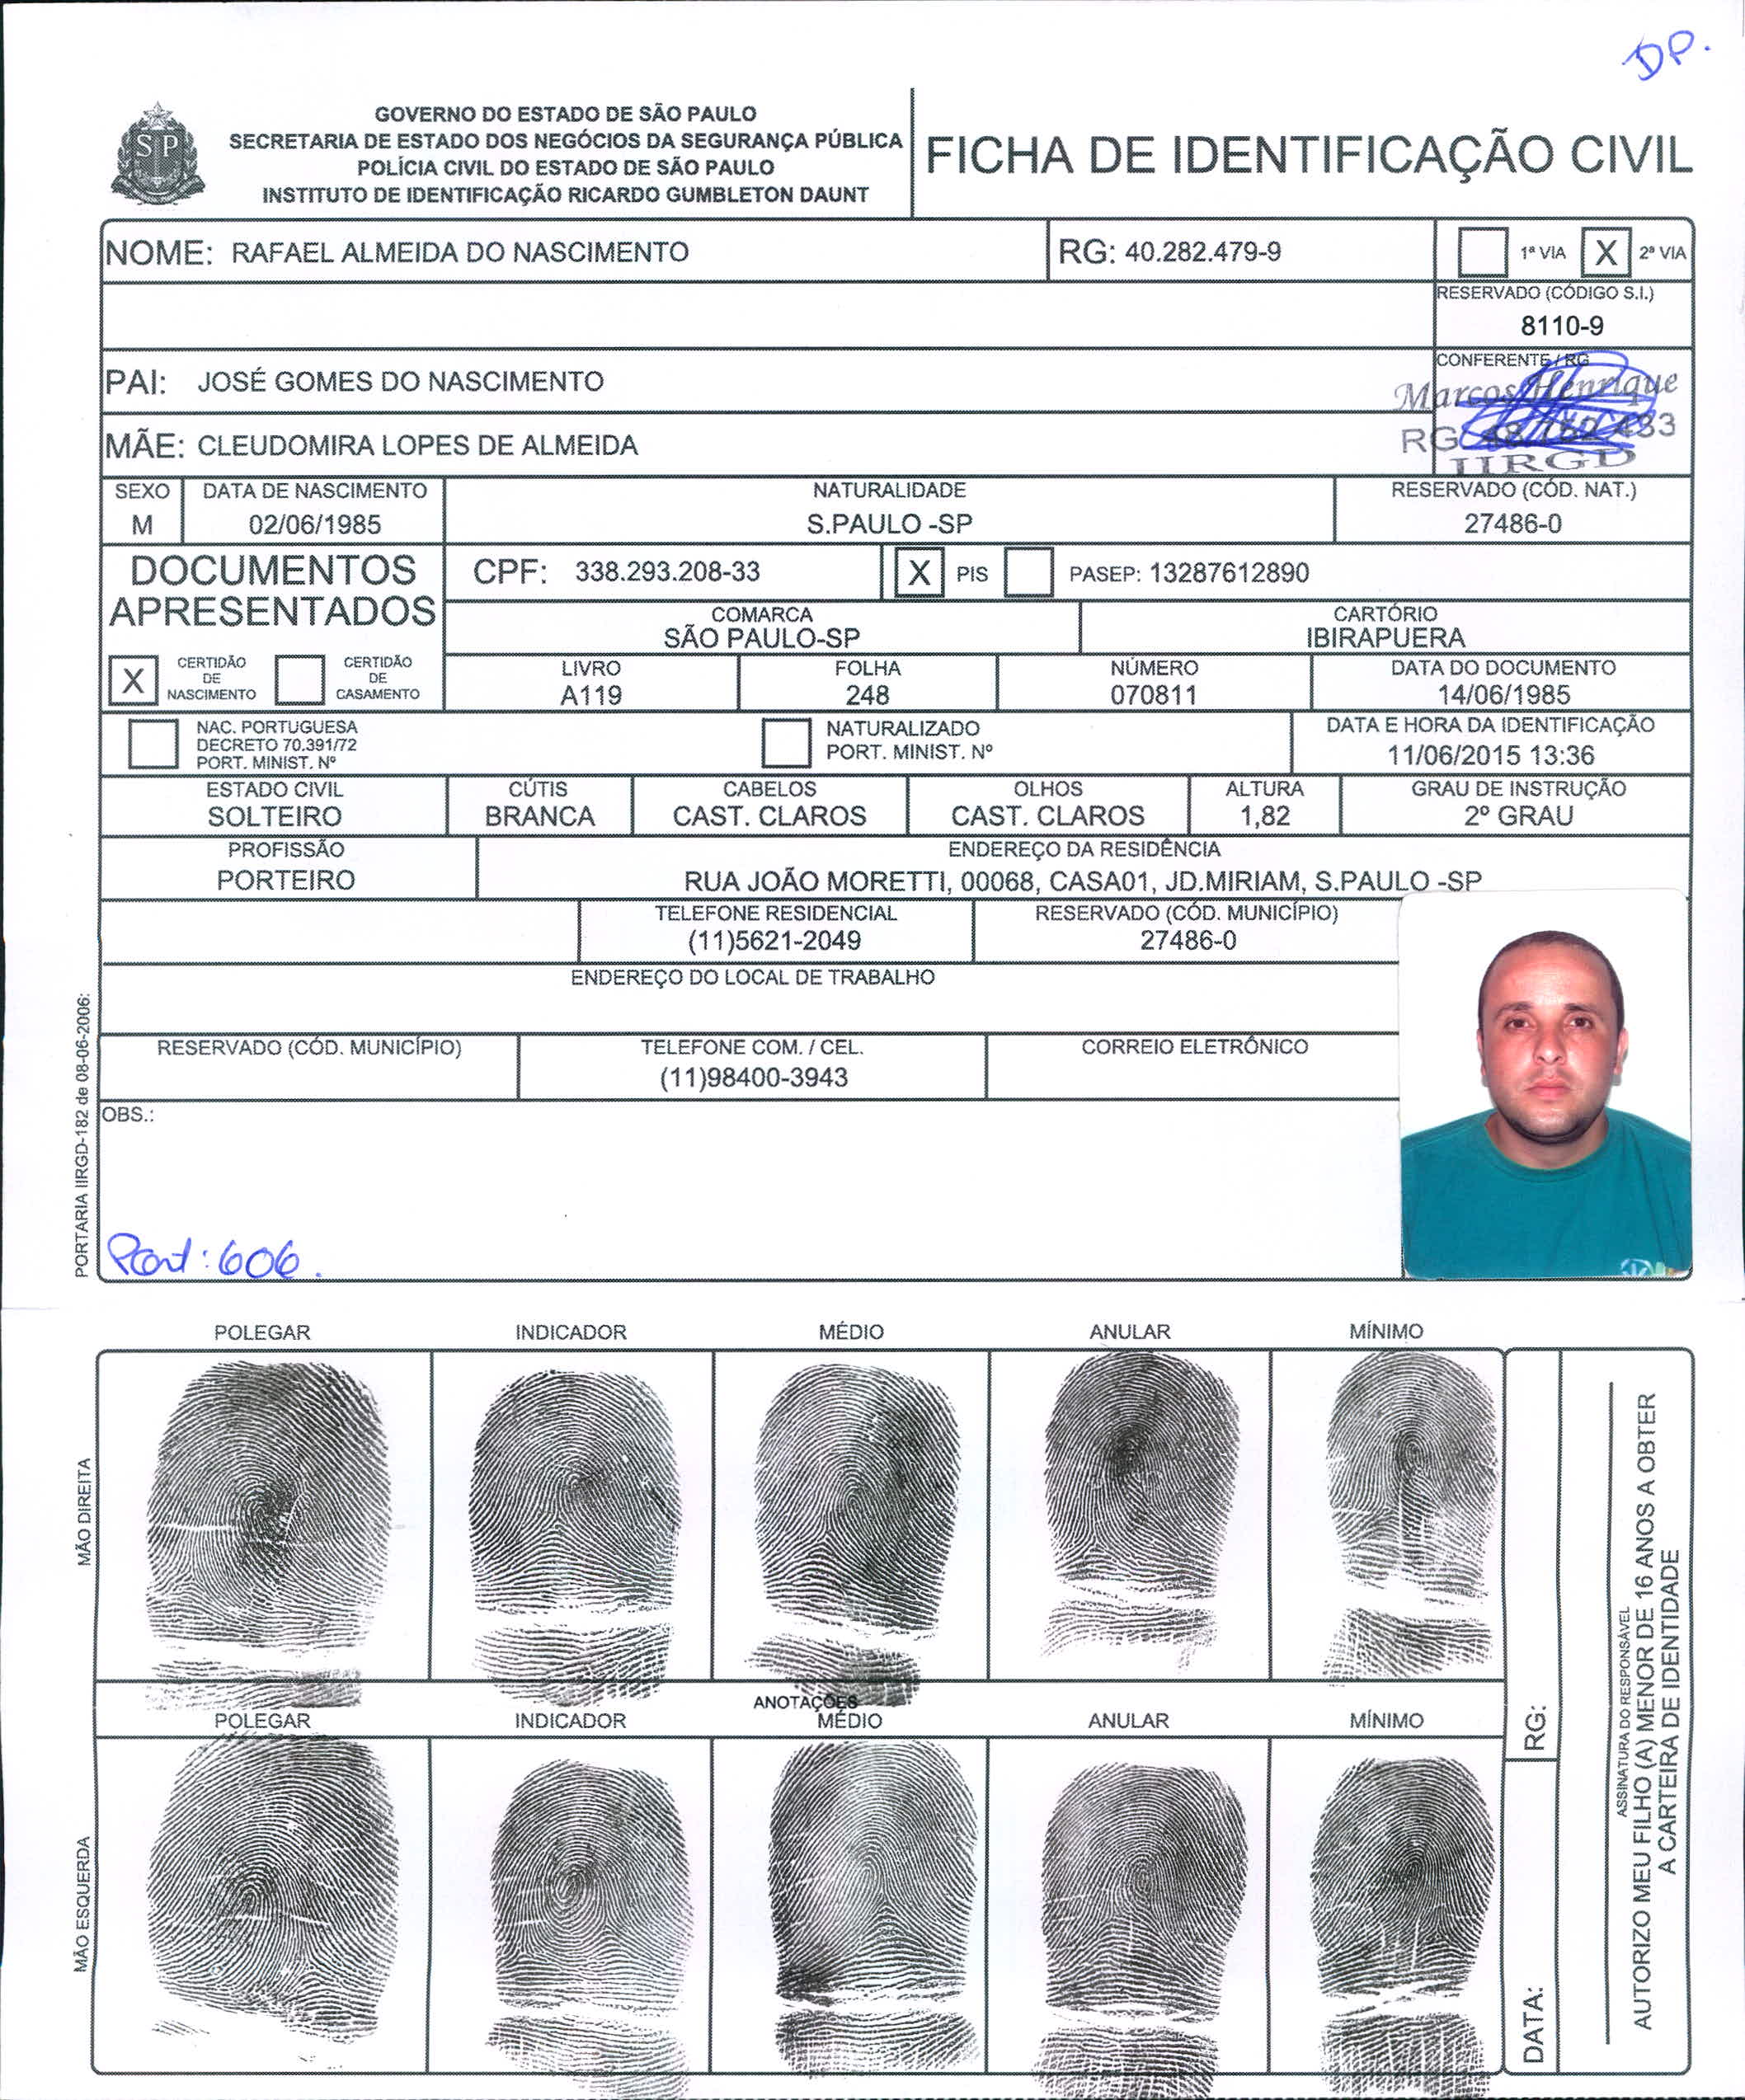 DP.
GOVERNO DO ESTADO DE SÃO PAULO
SECRETARIA DE ESTADO DOS NEGÓCIOS DA SEGURANÇA PÚBLICA
POLÍCIA CIVIL DO ESTADO DE SÃO PAULO
INSTITUTO DE IDENTIFICAÇÃO RICARDO GUMBLETON DAUNT
SP
FICHA DE IDENTIFICAÇÃO CIVIL
NOME: RAFAEL ALMEIDA DO NASCIMENTO RG: 40.282.479-9 1ª VIA X 2ª VIA
RESERVADO (CÓDIGO S.I.)
8110-9
PAI: JOSÉ GOMES DO NASCIMENTO
CONFERENTE / RG
Marcos Henrique
RG 433
IIRGD
MÃE: CLEUDOMIRA LOPES DE ALMEIDA
SEXO DATA DE NASCIMENTO NATURALIDADE RESERVADO (CÓD. NAT.)
M 02/06/1985 S.PAULO -SP 27486-0
DOCUMENTOS APRESENTADOS
CPF: 338.293.208-33 X PIS PASEP: 13287612890
COMARCA CARTÓRIO
SÃO PAULO-SP IBIRAPUERA
X CERTIDÃO DE NASCIMENTO CERTIDÃO DE CASAMENTO
LIVRO FOLHA NÚMERO DATA DO DOCUMENTO
A119 248 070811 14/06/1985
NAC. PORTUGUESA
DECRETO 70.391/72
PORT. MINIST. Nº
NATURALIZADO
PORT. MINIST. Nº
DATA E HORA DA IDENTIFICAÇÃO
11/06/2015 13:36
ESTADO CIVIL CÚTIS CABELOS OLHOS ALTURA GRAU DE INSTRUÇÃO
SOLTEIRO BRANCA CAST. CLAROS CAST. CLAROS 1,82 2º GRAU
PROFISSÃO ENDEREÇO DA RESIDÊNCIA
PORTEIRO RUA JOÃO MORETTI, 00068, CASA01, JD.MIRIAM, S.PAULO -SP
TELEFONE RESIDENCIAL RESERVADO (CÓD. MUNICÍPIO)
(11)5621-2049 27486-0
ENDEREÇO DO LOCAL DE TRABALHO
RESERVADO (CÓD. MUNICÍPIO) TELEFONE COM. / CEL. CORREIO ELETRÔNICO
(11)98400-3943
OBS.:
606.
PORTARIA IIRGD-182 de 08-06-2006:
POLEGAR INDICADOR MÉDIO ANULAR MÍNIMO
MÃO DIREITA
ANOTAÇÕES
POLEGAR INDICADOR MÉDIO ANULAR MÍNIMO
MÃO ESQUERDA
RG:
DATA:
ASSINATURA DO RESPONSÁVEL
AUTORIZO MEU FILHO (A) MENOR DE 16 ANOS A OBTER
A CARTEIRA DE IDENTIDADE